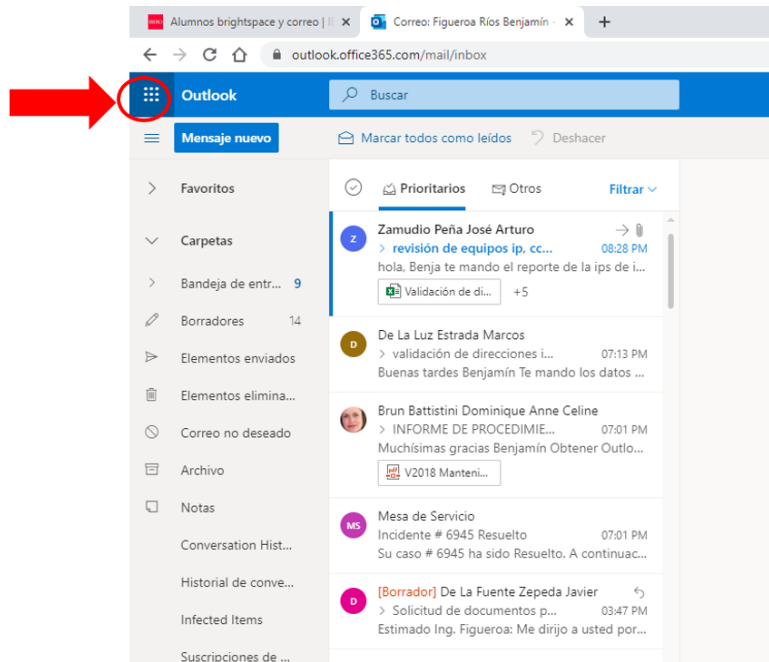 Alumnos brightspace y correo | I
Correo: Figueroa Ríos Benjamín -
outlook.office365.com/mail/inbox
Outlook
Buscar
Mensaje nuevo
Marcar todos como leídos
Deshacer
Favoritos
Prioritarios
Otros
Filtrar
Carpetas
Bandeja de entr... 9
Borradores 14
Elementos enviados
Elementos elimina...
Correo no deseado
Archivo
Notas
Conversation Hist...
Historial de conve...
Infected Items
Suscripciones de ...
Z
Zamudio Peña José Arturo
> revisión de equipos ip, cc... 08:28 PM
hola, Benja te mando el reporte de la ips de i...
Validación de di... +5
D
De La Luz Estrada Marcos
> validación de direcciones i... 07:13 PM
Buenas tardes Benjamín Te mando los datos ...
Brun Battistini Dominique Anne Celine
> INFORME DE PROCEDIMIE... 07:01 PM
Muchísimas gracias Benjamín Obtener Outlo...
V2018 Manteni...
MS
Mesa de Servicio
Incidente # 6945 Resuelto 07:01 PM
Su caso # 6945 ha sido Resuelto. A continuac...
D
[Borrador] De La Fuente Zepeda Javier
> Solicitud de documentos p... 03:47 PM
Estimado Ing. Figueroa: Me dirijo a usted por...